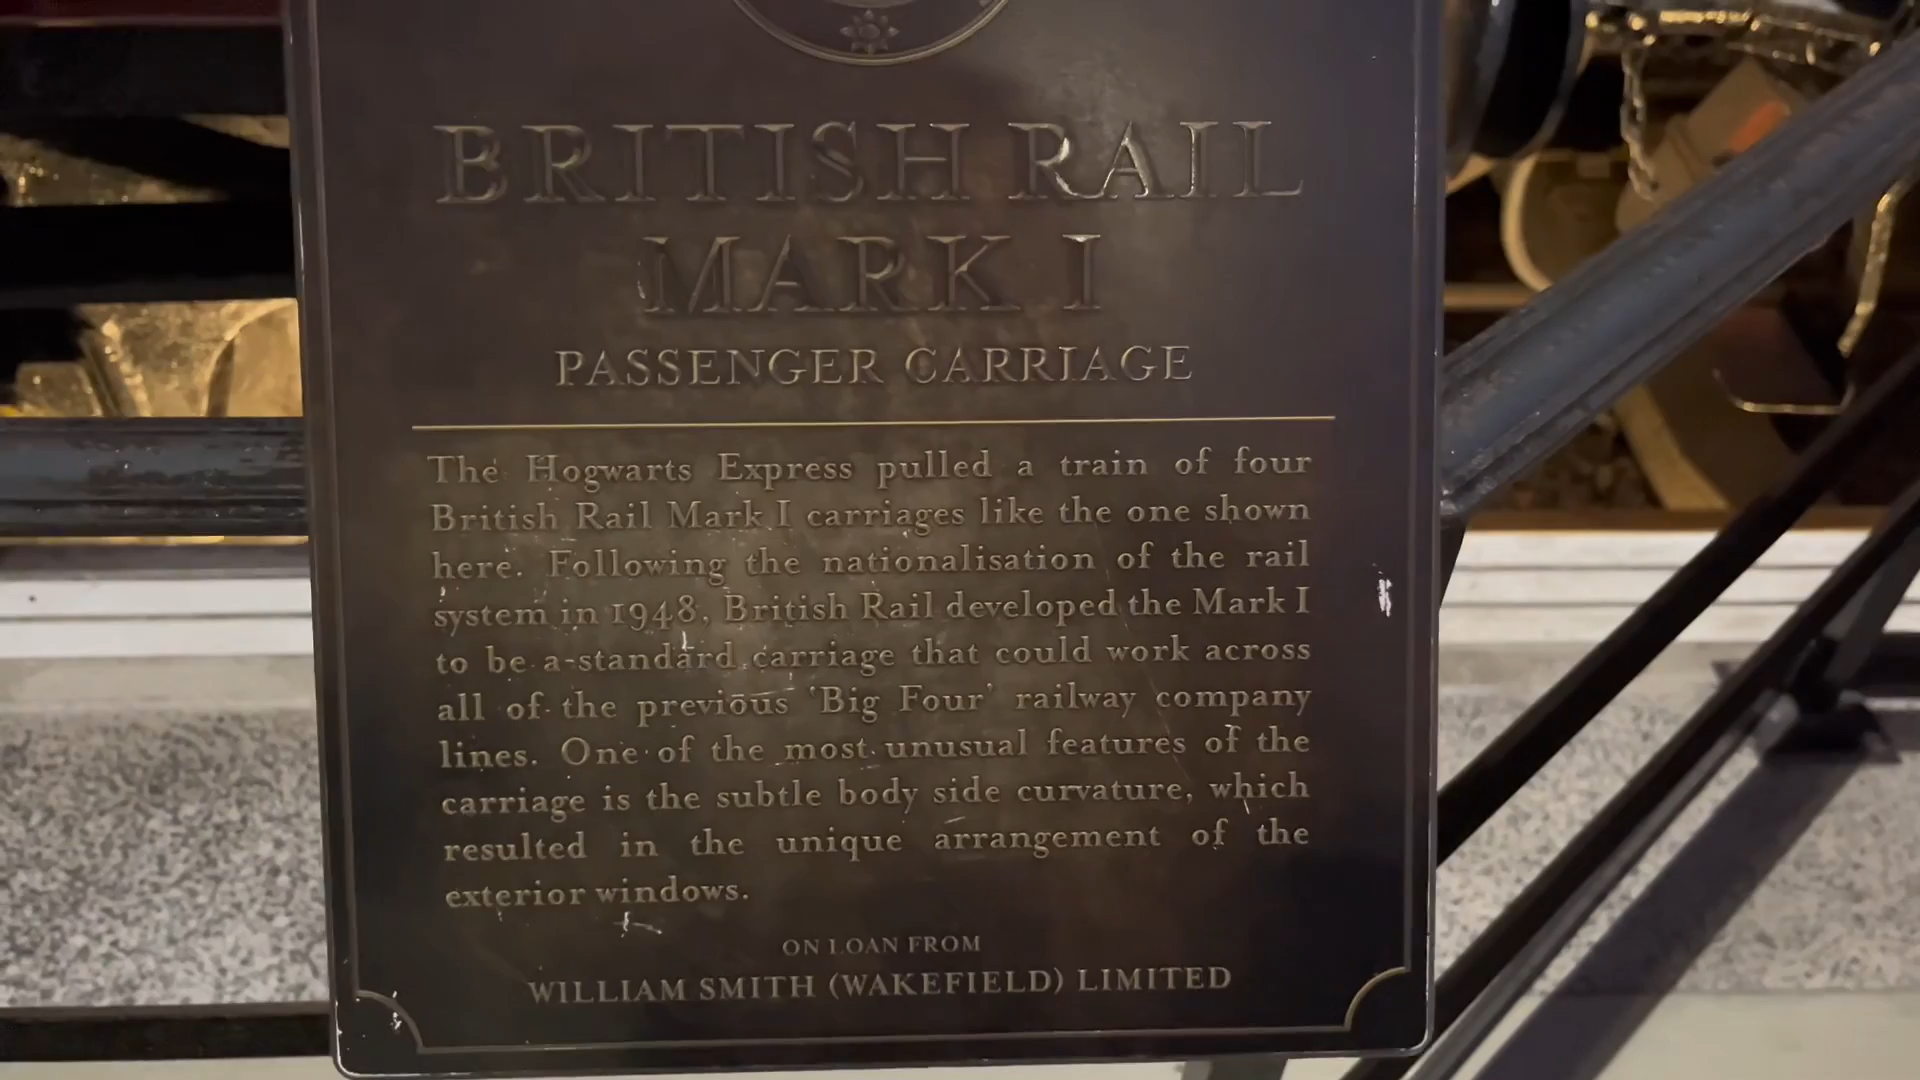 BRITISH RAIL
MARK I
PASSENGER CARRIAGE
The Hogwarts Express pulled a train of four
British Rail Mark I carriages like the one shown
here. Following the nationalisation of the rail
system in 1948, British Rail developed the Mark I
to be a standard carriage that could work across
all of the previous 'Big Four' railway company
lines. One of the most unusual features of the
carriage is the subtle body side curvature, which
resulted in the unique arrangement of the
exterior windows.
ON LOAN FROM
WILLIAM SMITH (WAKEFIELD) LIMITED